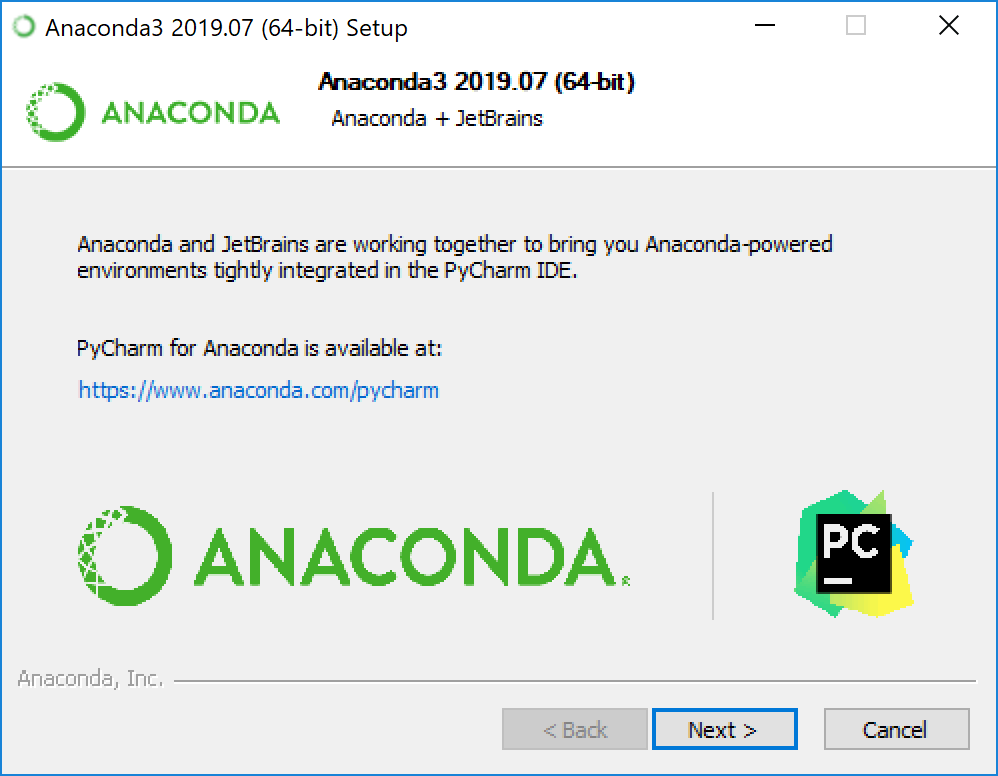 Anaconda3 2019.07 (64-bit) Setup
ANACONDA
Anaconda3 2019.07 (64-bit)
Anaconda + JetBrains
Anaconda and JetBrains are working together to bring you Anaconda-powered
environments tightly integrated in the PyCharm IDE.
PyCharm for Anaconda is available at:
https://www.anaconda.com/pycharm
ANACONDA®
PC
Anaconda, Inc.
< Back
Next >
Cancel